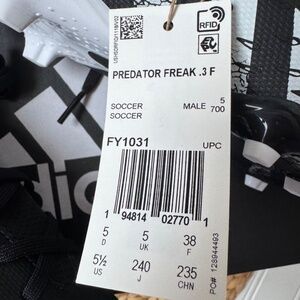 RFID
PREDATOR FREAK .3 F
SOCCER MALE 5
SOCCER 700
FY1031 UPC
1 94814 02770 1
5 5 38
D UK F
5½ 240 235
US J CHN
PO# 128944493
adidas